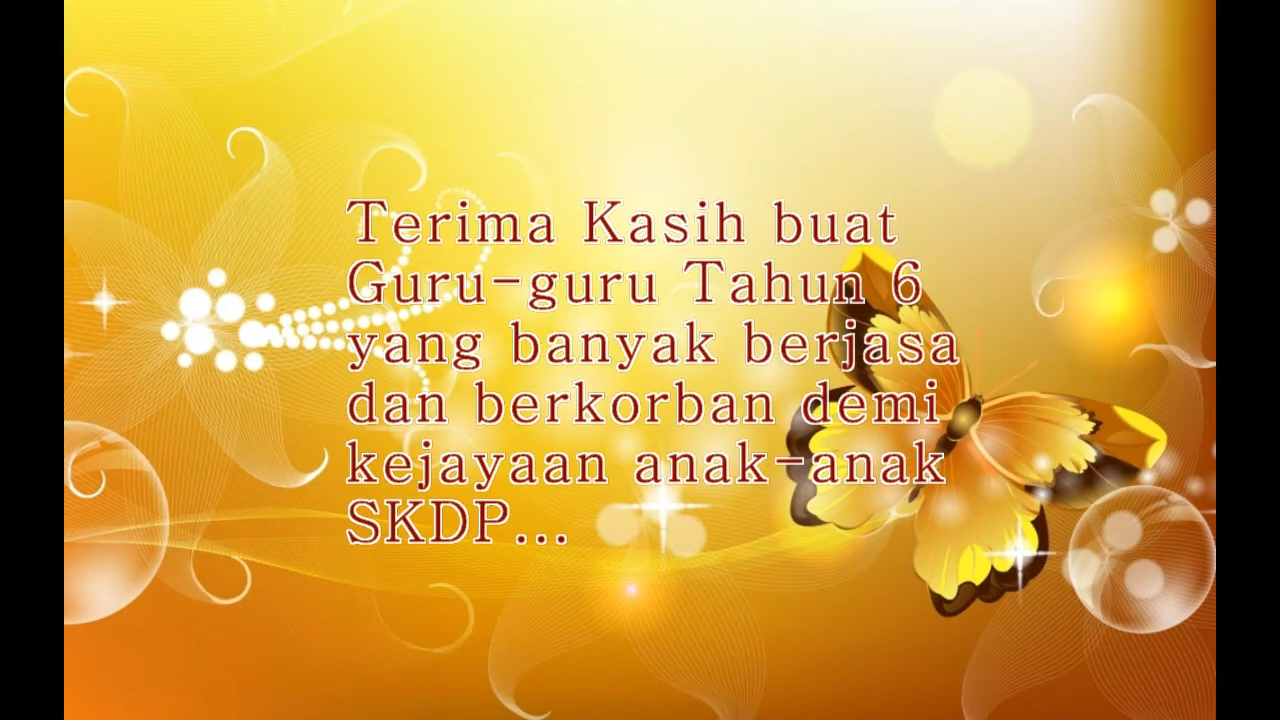 Terima Kasih buat
Guru-guru Tahun 6
yang banyak berjasa
dan berkorban demi
kejayaan anak-anak
SKDP...